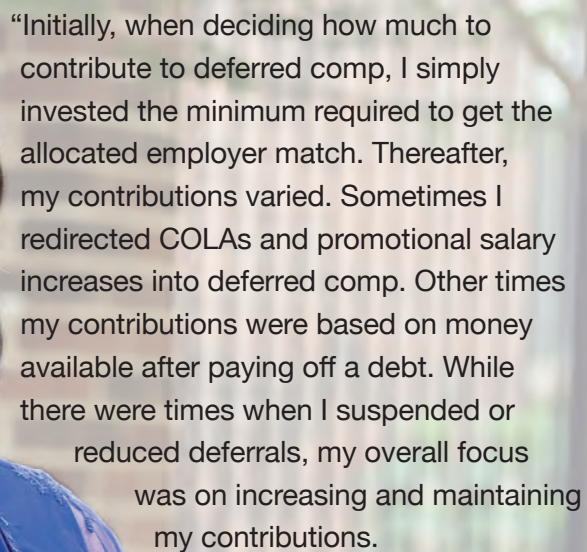 “Initially, when deciding how much to
contribute to deferred comp, I simply
invested the minimum required to get the
allocated employer match. Thereafter,
my contributions varied. Sometimes I
redirected COLAs and promotional salary
increases into deferred comp. Other times
my contributions were based on money
available after paying off a debt. While
there were times when I suspended or
reduced deferrals, my overall focus
was on increasing and maintaining
my contributions.